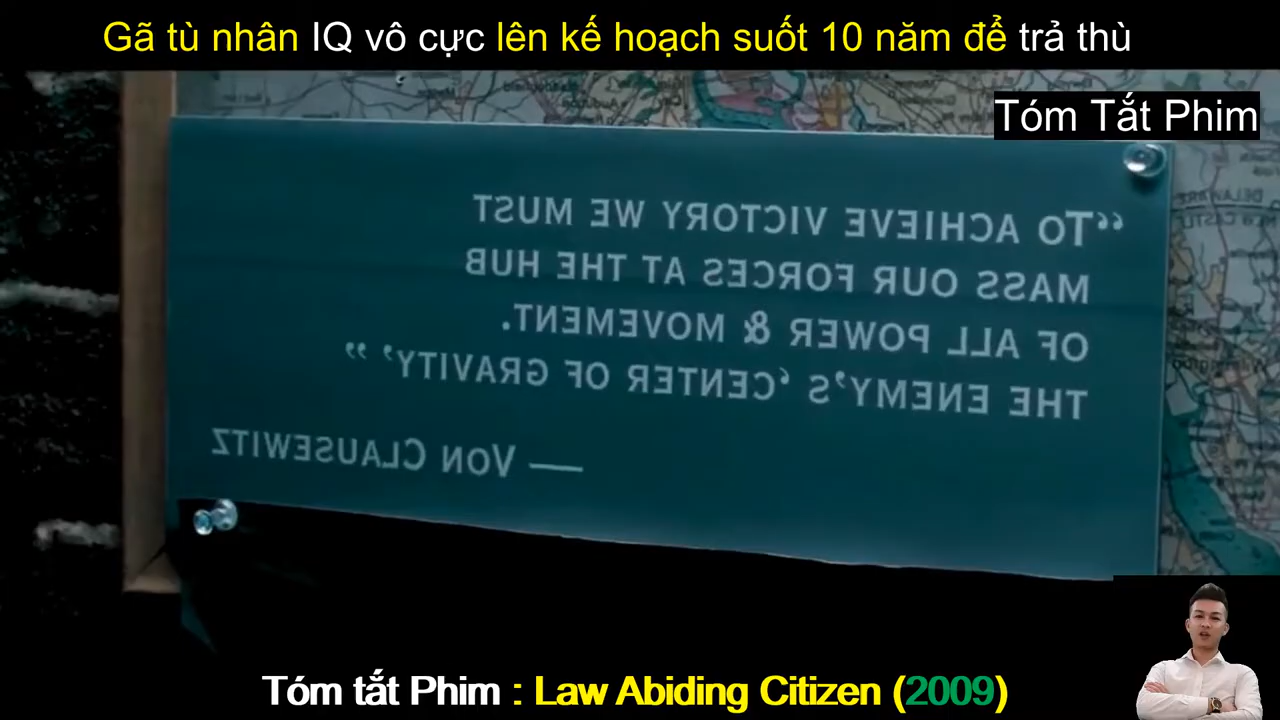 Gã tù nhân IQ vô cực lên kế hoạch suốt 10 năm để trả thù
Tóm Tắt Phim
“TO ACHIEVE VICTORY WE MUST
MASS OUR FORCES AT THE HUB
OF ALL POWER & MOVEMENT.
THE ENEMY’S ‘CENTER OF GRAVITY’ ”
— VON CLAUSEWITZ
DELAWARE
Tóm tắt Phim : Law Abiding Citizen (2009)